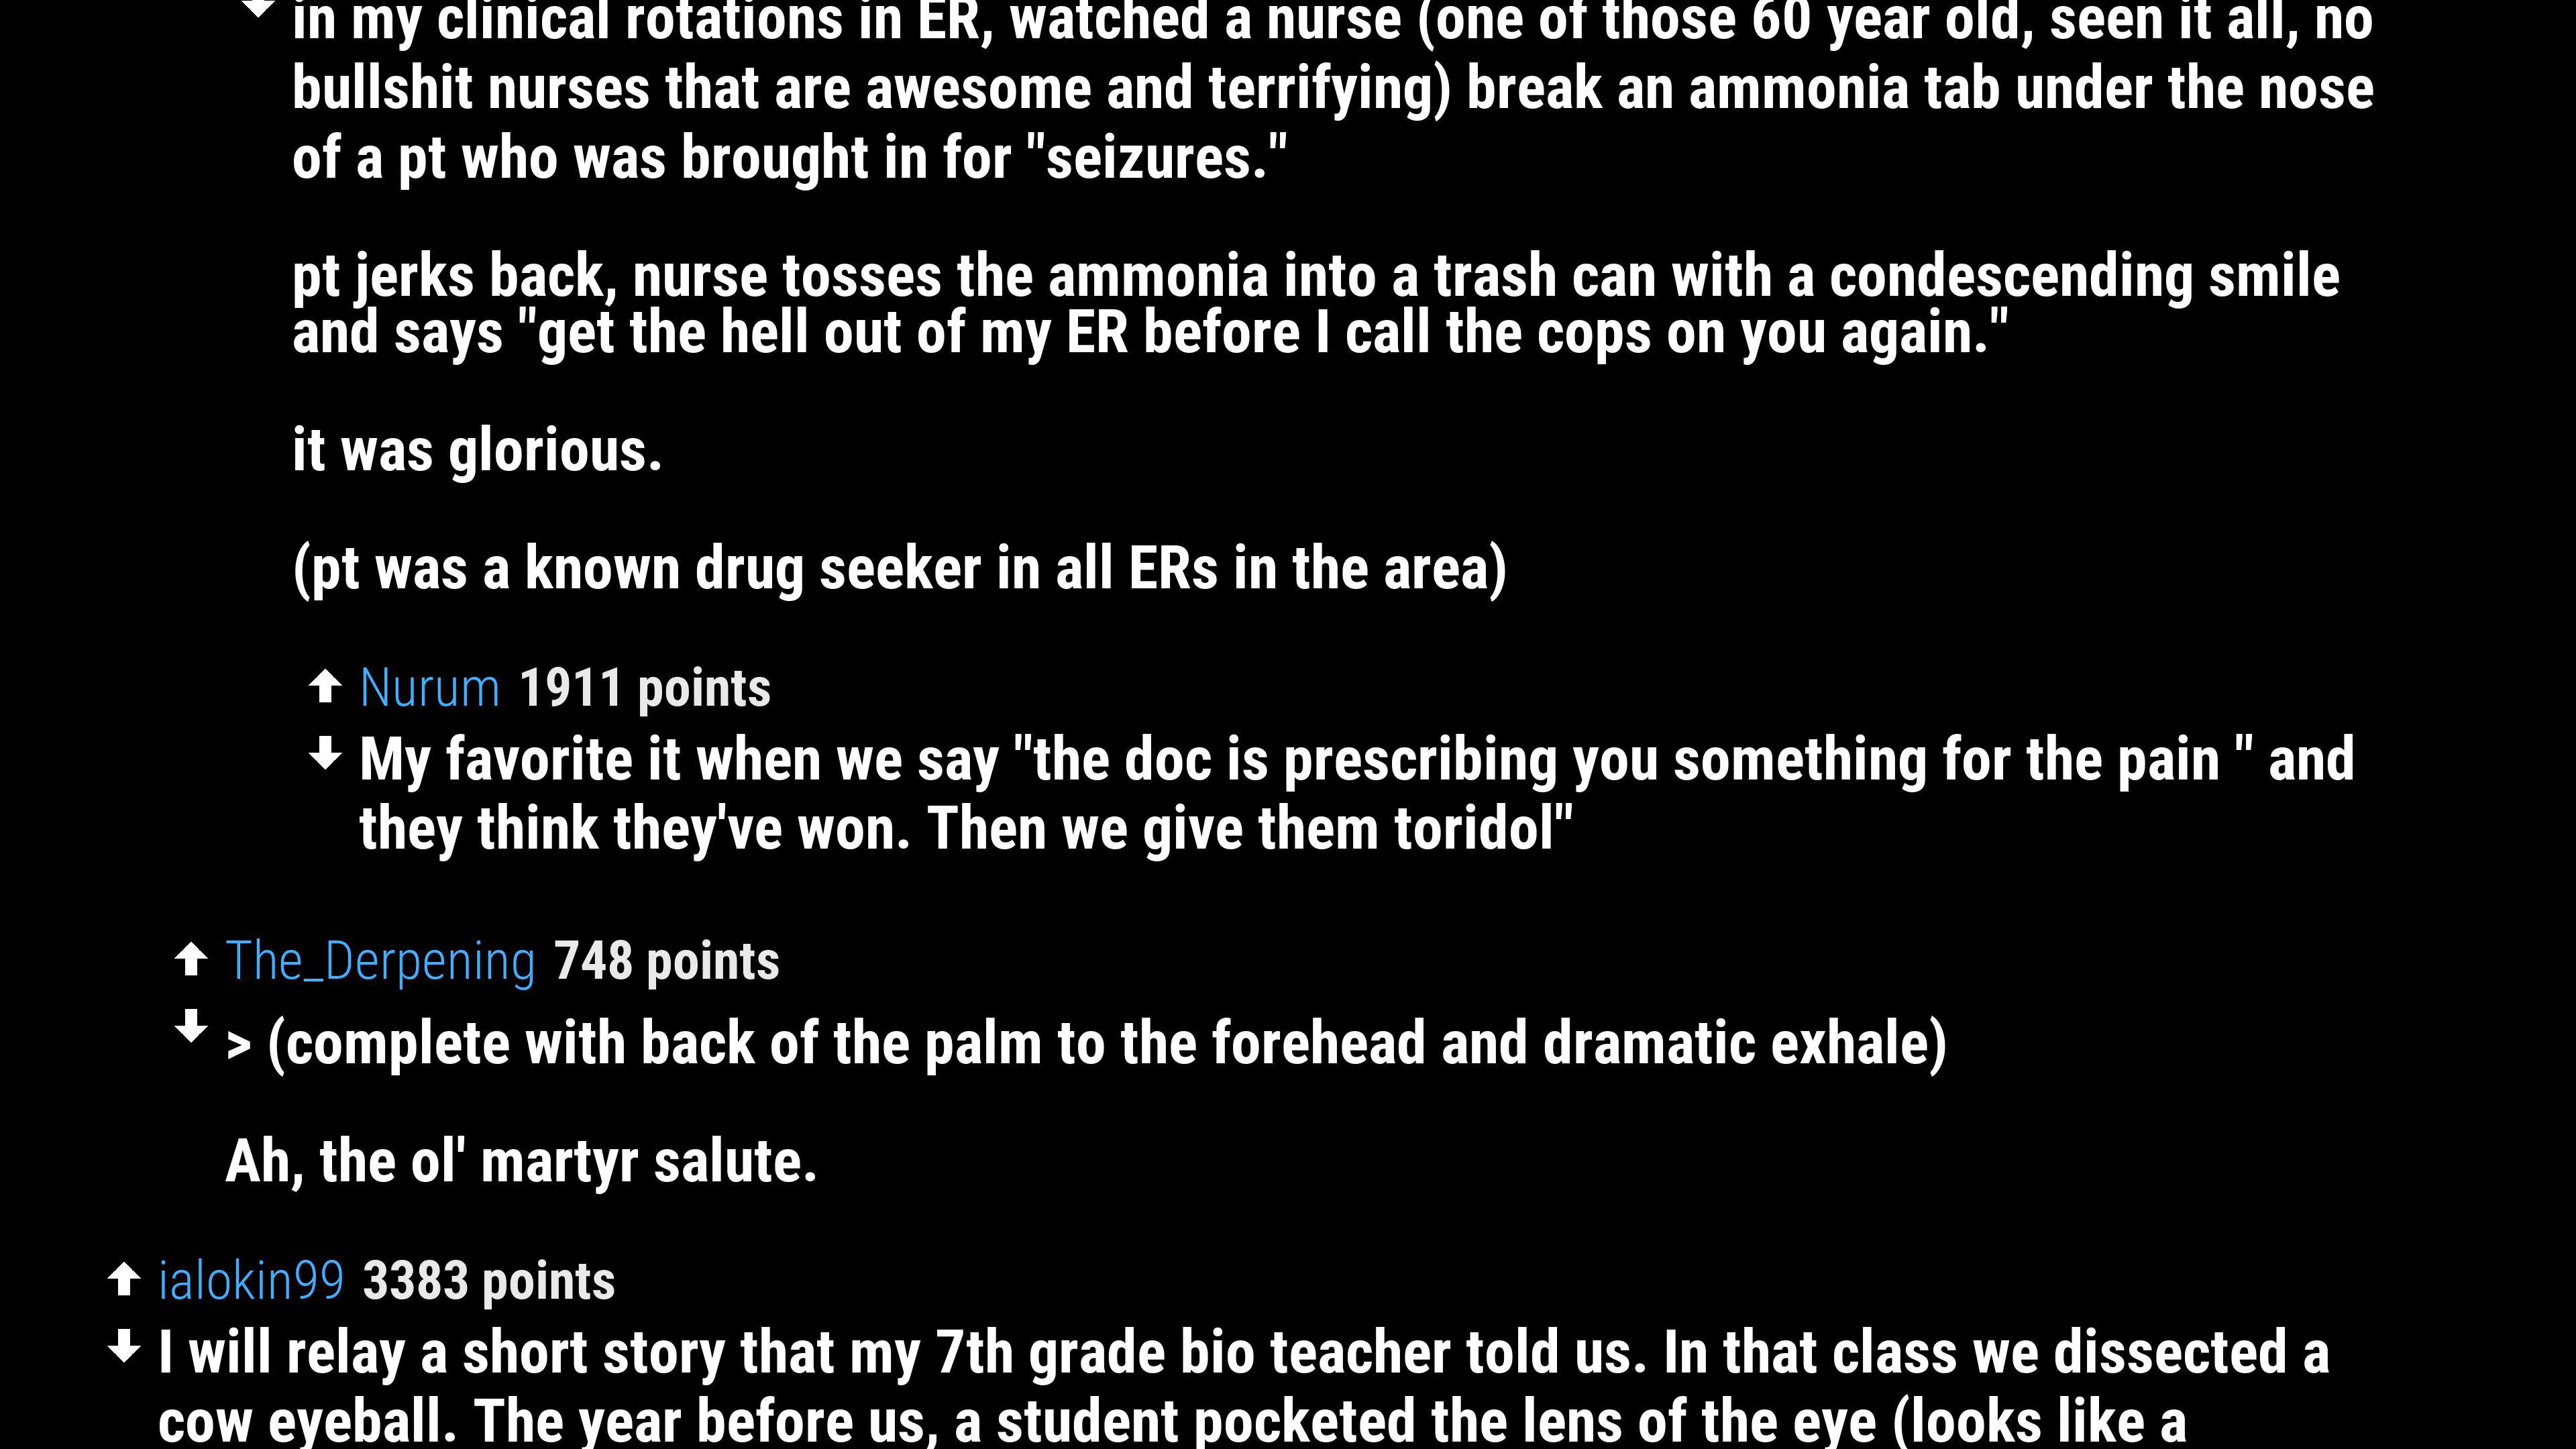 in my clinical rotations in ER, watched a nurse (one of those 60 year old, seen it all, no
bullshit nurses that are awesome and terrifying) break an ammonia tab under the nose
of a pt who was brought in for "seizures."
pt jerks back, nurse tosses the ammonia into a trash can with a condescending smile
and says "get the hell out of my ER before I call the cops on you again."
it was glorious.
(pt was a known drug seeker in all ERs in the area)
Nurum 1911 points
My favorite it when we say "the doc is prescribing you something for the pain " and
they think they've won. Then we give them toridol"
The_Derpening 748 points
> (complete with back of the palm to the forehead and dramatic exhale)
Ah, the ol' martyr salute.
ialokin99 3383 points
I will relay a short story that my 7th grade bio teacher told us. In that class we dissected a
cow eyeball. The year before us, a student pocketed the lens of the eye (looks like a